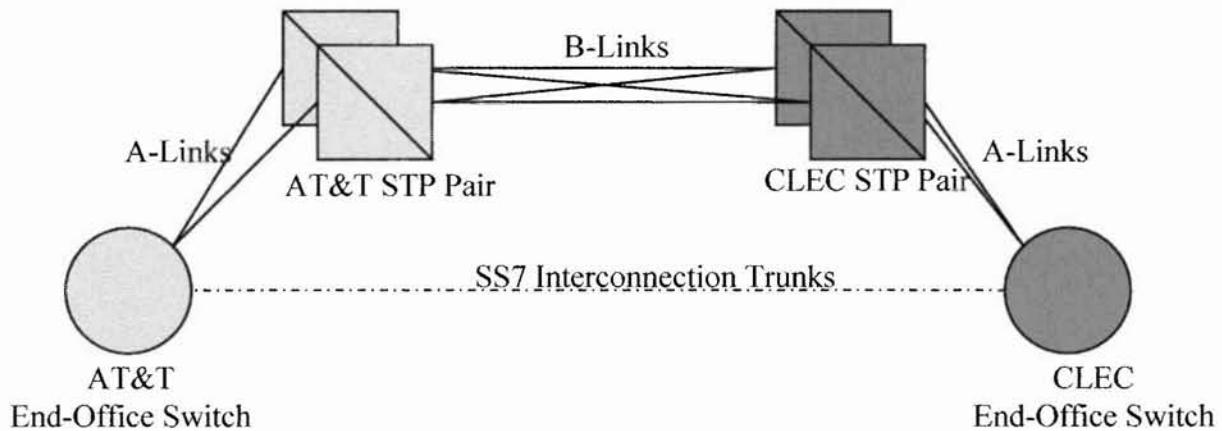 B-Links
A-Links
A-Links
AT&T STP Pair
CLEC STP Pair
SS7 Interconnection Trunks
AT&T
End-Office Switch
CLEC
End-Office Switch